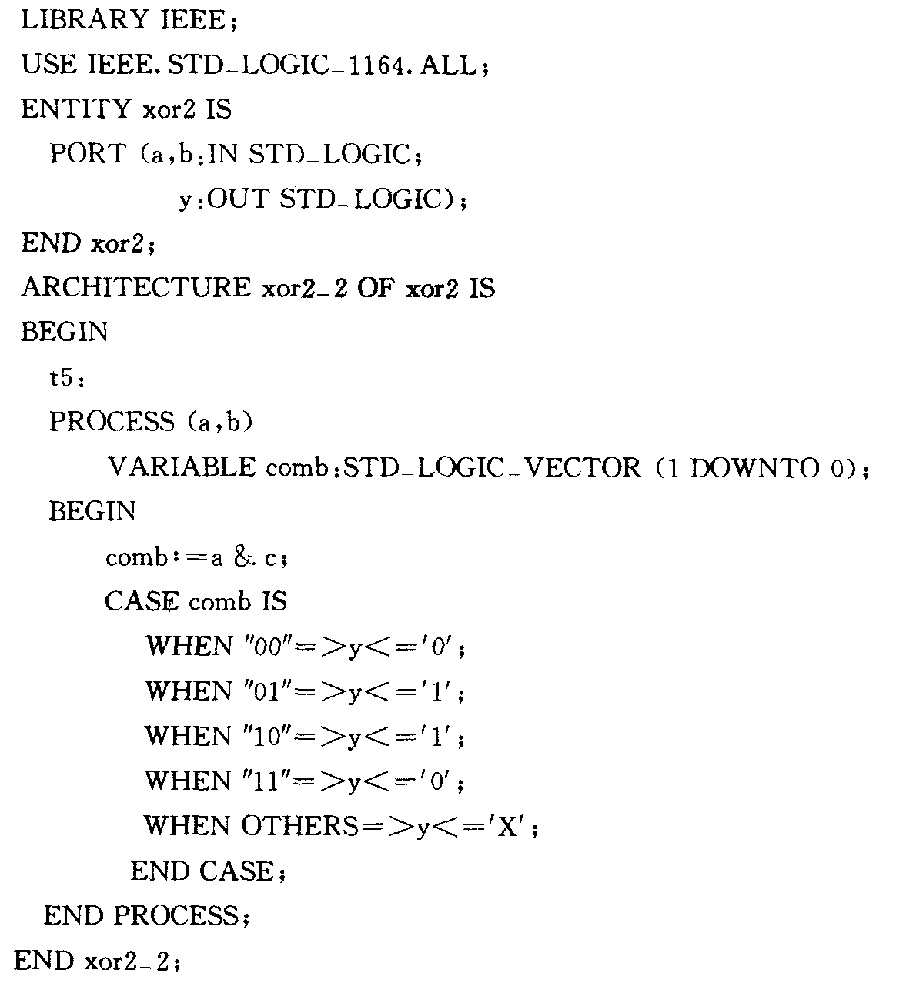 LIBRARY IEEE;
USE IEEE.STD_LOGIC_1164.ALL;
ENTITY xor2 IS
PORT (a,b:IN STD_LOGIC;
y:OUT STD_LOGIC);
END xor2;
ARCHITECTURE xor2_2 OF xor2 IS
BEGIN
t5:
PROCESS (a,b)
VARIABLE comb:STD_LOGIC_VECTOR (1 DOWNTO 0);
BEGIN
comb:=a & c;
CASE comb IS
WHEN "00"=>y<='0';
WHEN "01"=>y<='1';
WHEN "10"=>y<='1';
WHEN "11"=>y<='0';
WHEN OTHERS=>y<='X';
END CASE;
END PROCESS;
END xor2_2;